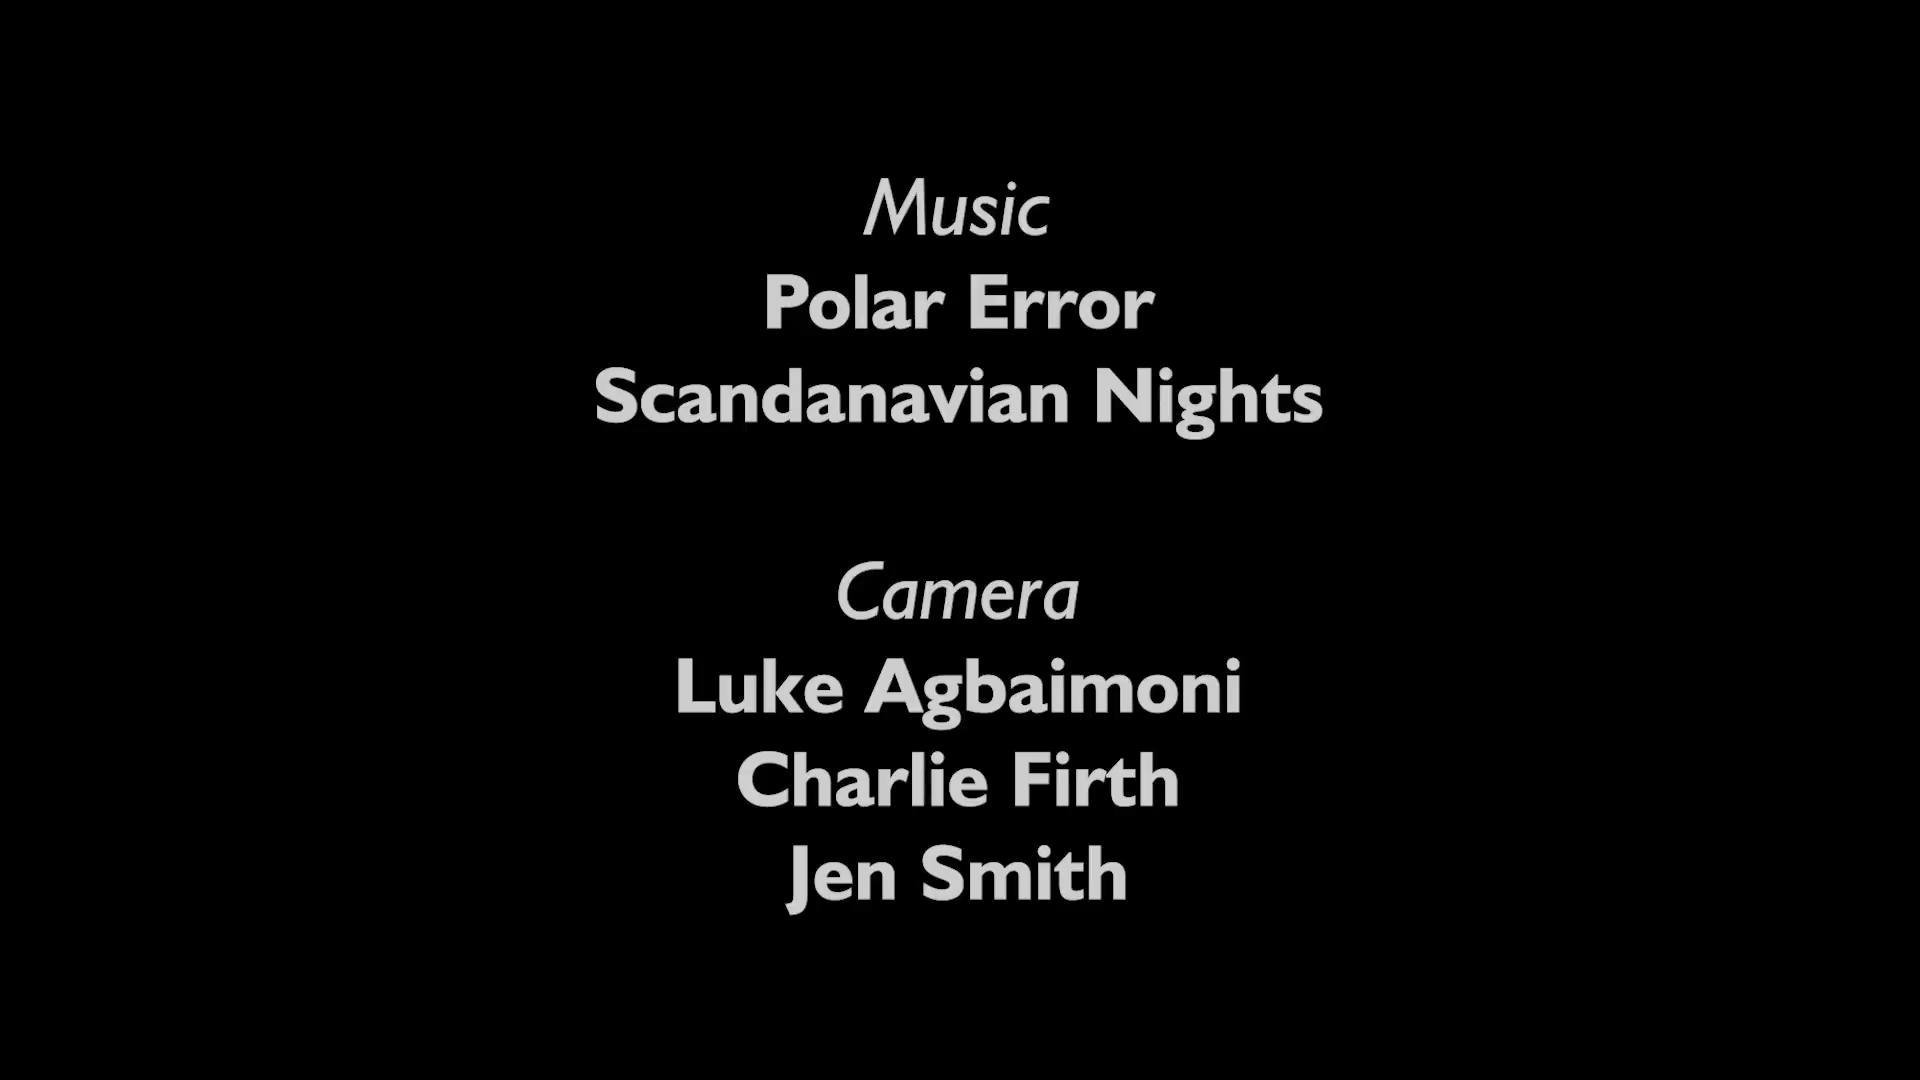 Music
Polar Error
Scandanavian Nights
Camera
Luke Agbaimoni
Charlie Firth
Jen Smith